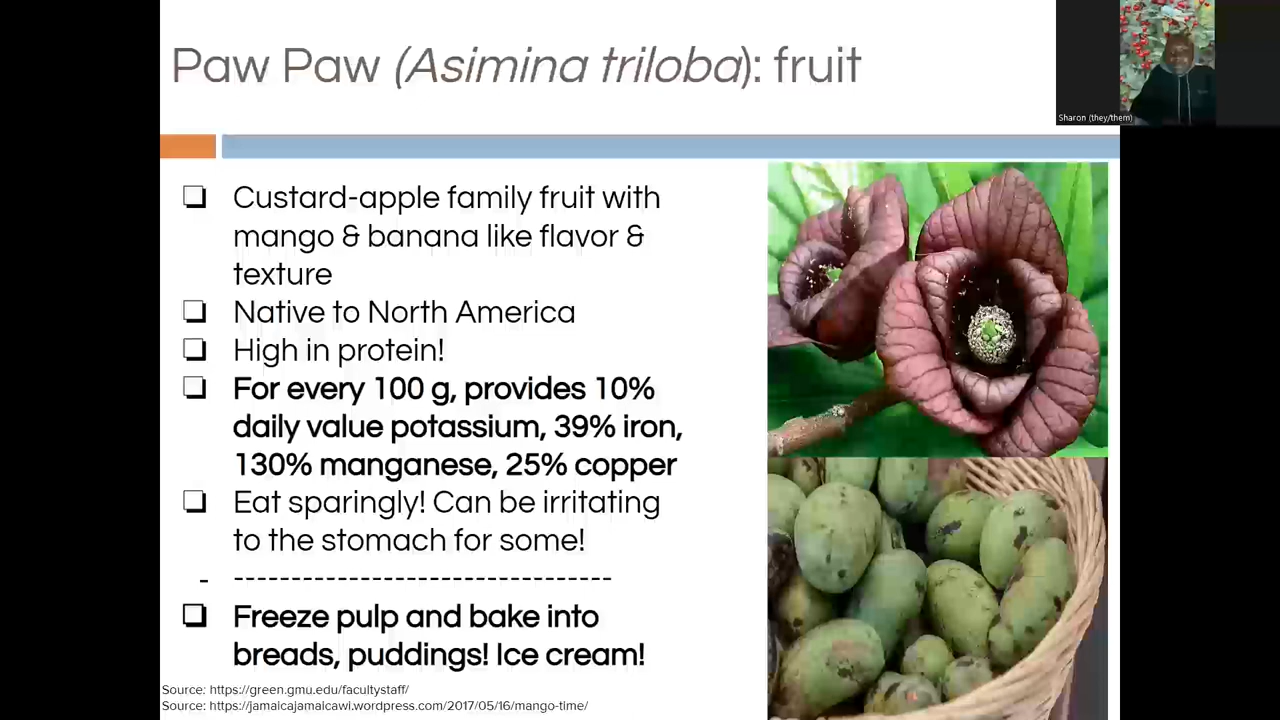 Paw Paw (Asimina triloba): fruit
Sharon (they/them)
❏ Custard-apple family fruit with
mango & banana like flavor &
texture
❏ Native to North America
❏ High in protein!
❏ For every 100 g, provides 10%
daily value potassium, 39% iron,
130% manganese, 25% copper
❏ Eat sparingly! Can be irritating
to the stomach for some!
- ---------------------------------
❏ Freeze pulp and bake into
breads, puddings! Ice cream!
Source: https://green.gmu.edu/facultystaff/
Source: https://jamaicajamaicawi.wordpress.com/2017/05/16/mango-time/